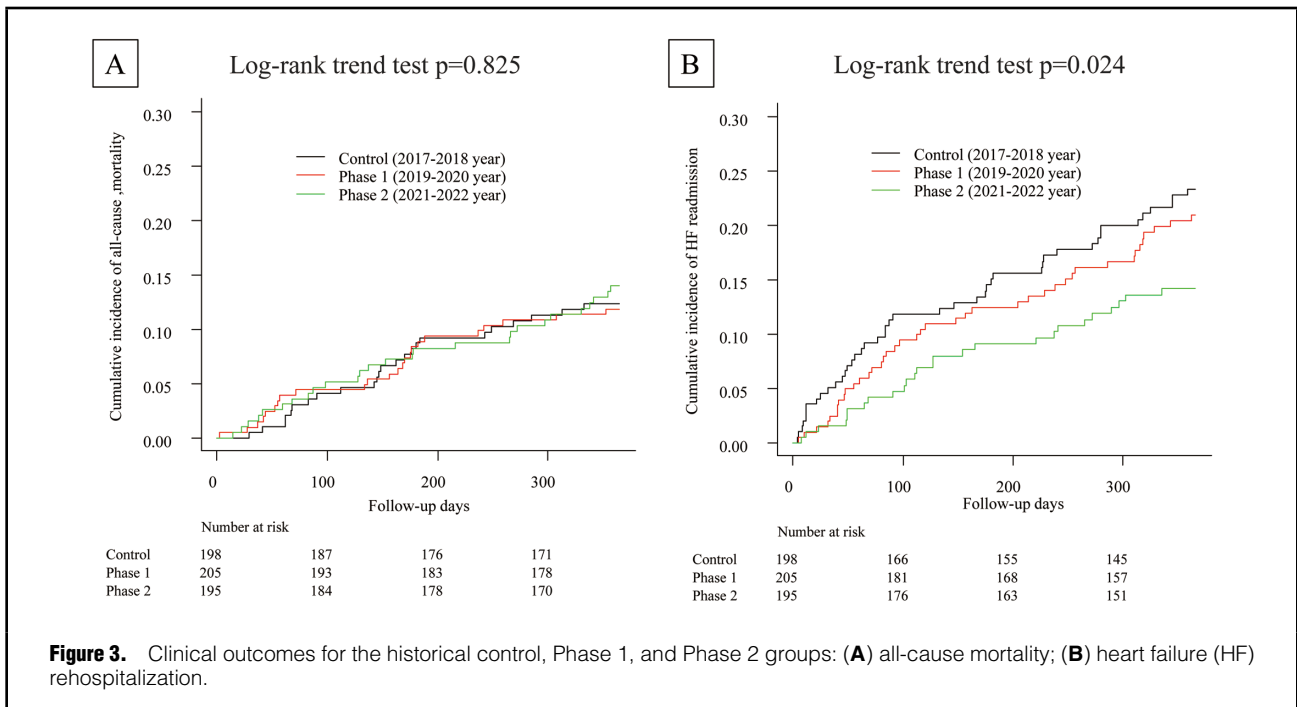 A
Log-rank trend test p=0.825
Cumulative incidence of all-cause ,mortality
0.30
0.25
0.20
0.15
0.10
0.05
0.00
Control (2017-2018 year)
Phase 1 (2019-2020 year)
Phase 2 (2021-2022 year)
0 100 200 300
Follow-up days
Number at risk
Control 198 187 176 171
Phase 1 205 193 183 178
Phase 2 195 184 178 170
B
Log-rank trend test p=0.024
Cumulative incidence of HF readmission
0.30
0.25
0.20
0.15
0.10
0.05
0.00
Control (2017-2018 year)
Phase 1 (2019-2020 year)
Phase 2 (2021-2022 year)
0 100 200 300
Follow-up days
Number at risk
Control 198 166 155 145
Phase 1 205 181 168 157
Phase 2 195 176 163 151
Figure 3. Clinical outcomes for the historical control, Phase 1, and Phase 2 groups: (A) all-cause mortality; (B) heart failure (HF)
rehospitalization.